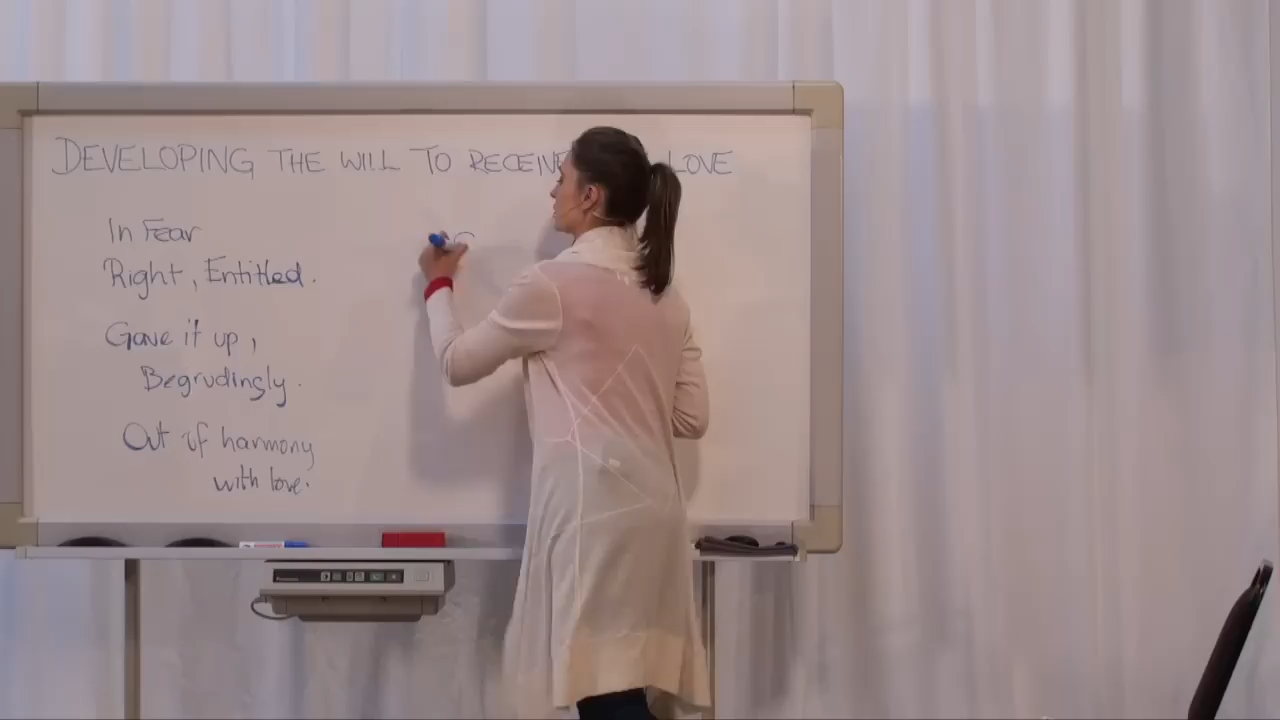 DEVELOPING THE WILL TO RECEIVE LOVE
In Fear
Right, Entitled.
Gave it up,
Begrudingly.
Out of harmony
with love.
Panasonic